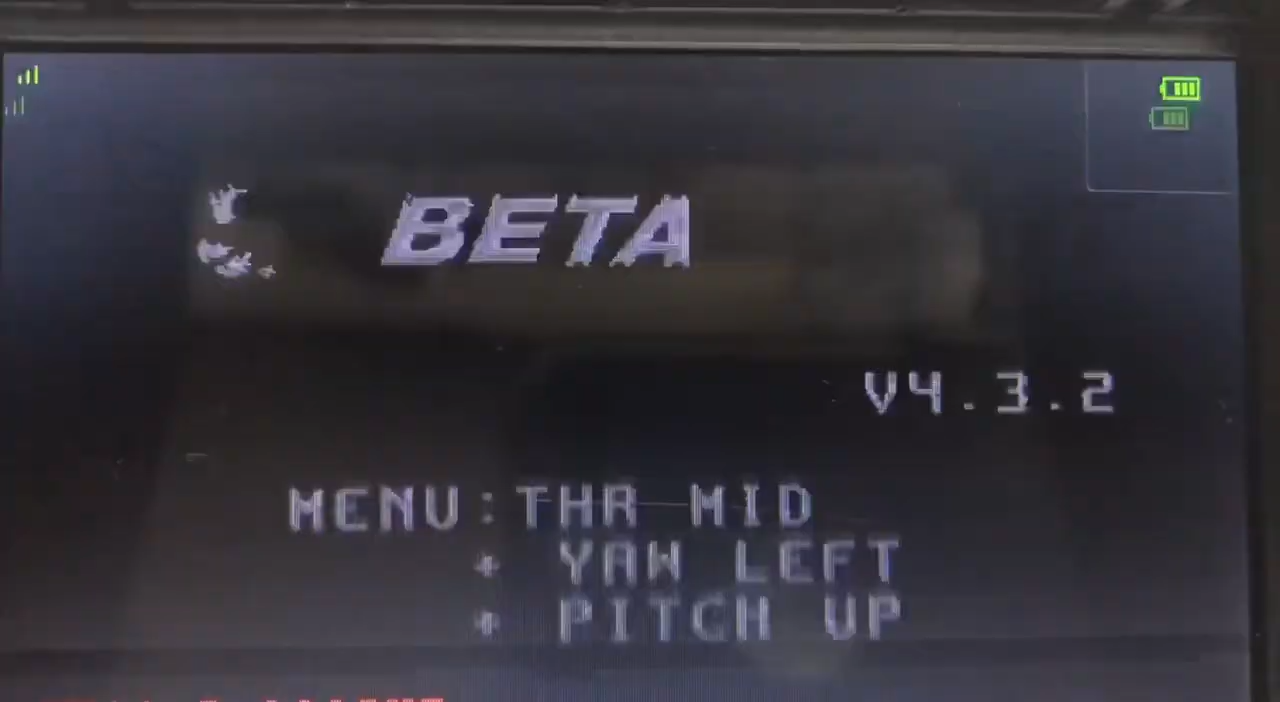 BETA
V4.3.2
MENU:THR MID
+ YAW LEFT
+ PITCH UP